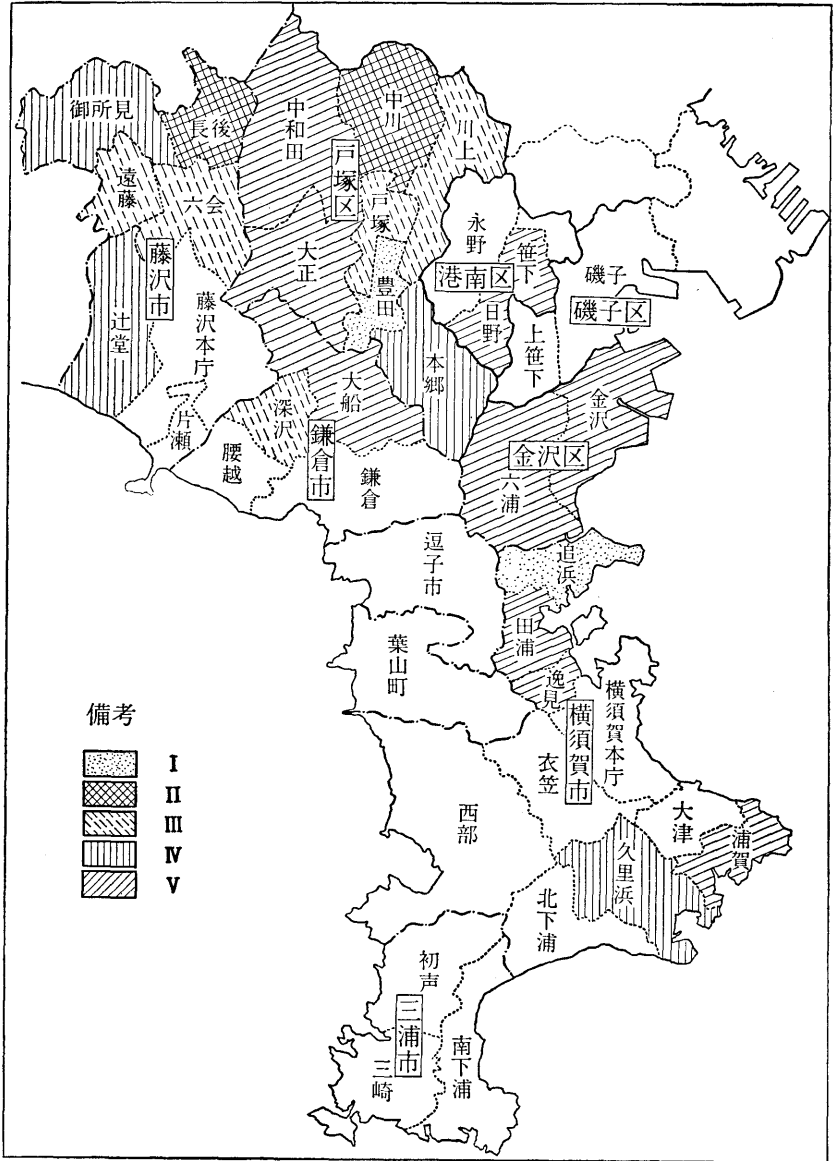 御所見
長後
中和田
中川
川上
遠藤
六会
戸塚区
戸塚
永野
笹下
磯子
藤沢市
大正
豊田
港南区
磯子区
辻堂
藤沢本庁
日野
上笹下
本郷
大船
深沢
金沢
片瀬
腰越
鎌倉市
鎌倉
金沢区
六浦
逗子市
追浜
田浦
葉山町
逸見
横須賀市
横須賀本庁
衣笠
備考
I
II
III
IV
V
西部
大津
浦賀
久里浜
北下浦
初声
三浦市
南下浦
三崎